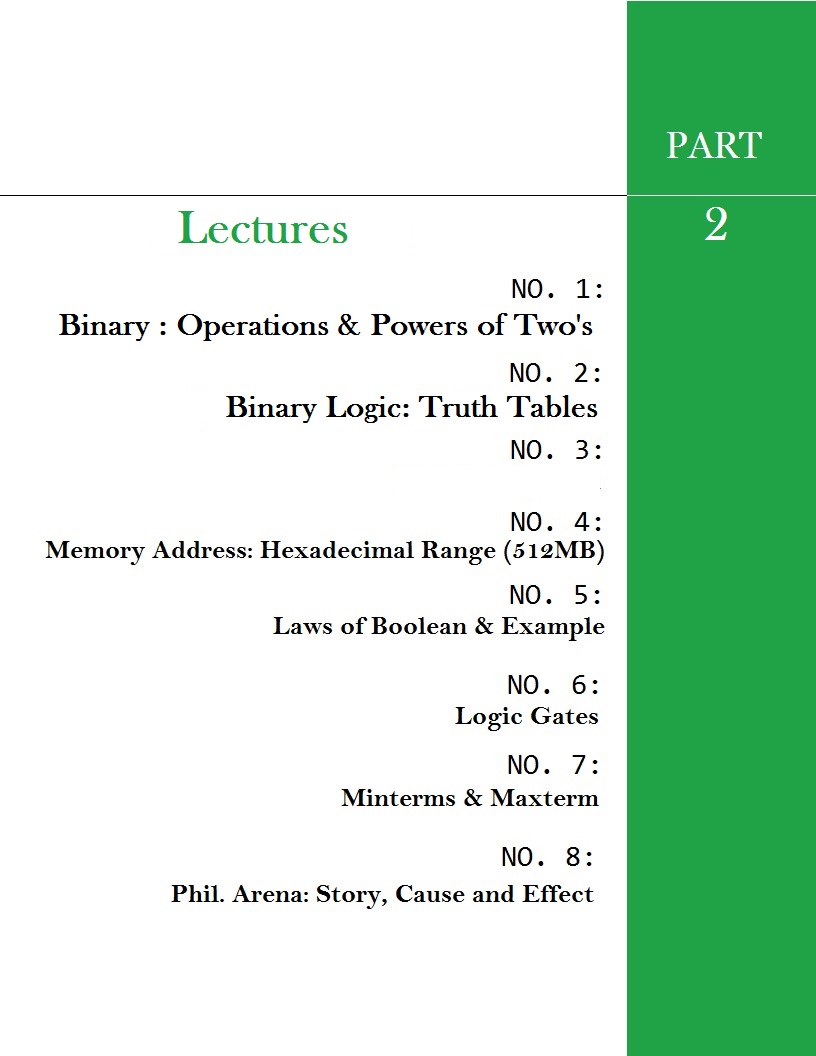 PART
2
Lectures
NO. 1:
Binary : Operations & Powers of Two's
NO. 2:
Binary Logic: Truth Tables
NO. 3:
NO. 4:
Memory Address: Hexadecimal Range (512MB)
NO. 5:
Laws of Boolean & Example
NO. 6:
Logic Gates
NO. 7:
Minterms & Maxterm
NO. 8:
Phil. Arena: Story, Cause and Effect